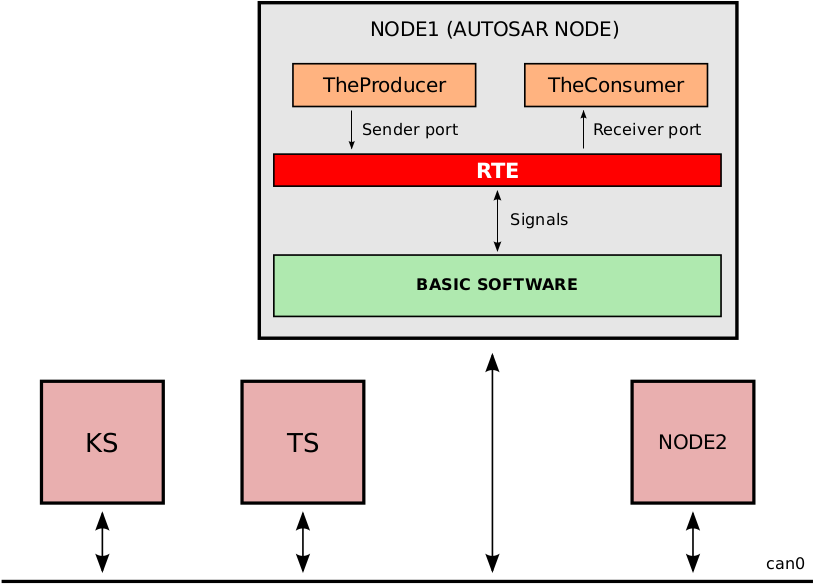 NODE1 (AUTOSAR NODE)
TheProducer
TheConsumer
Sender port
Receiver port
RTE
Signals
BASIC SOFTWARE
KS
TS
NODE2
can0